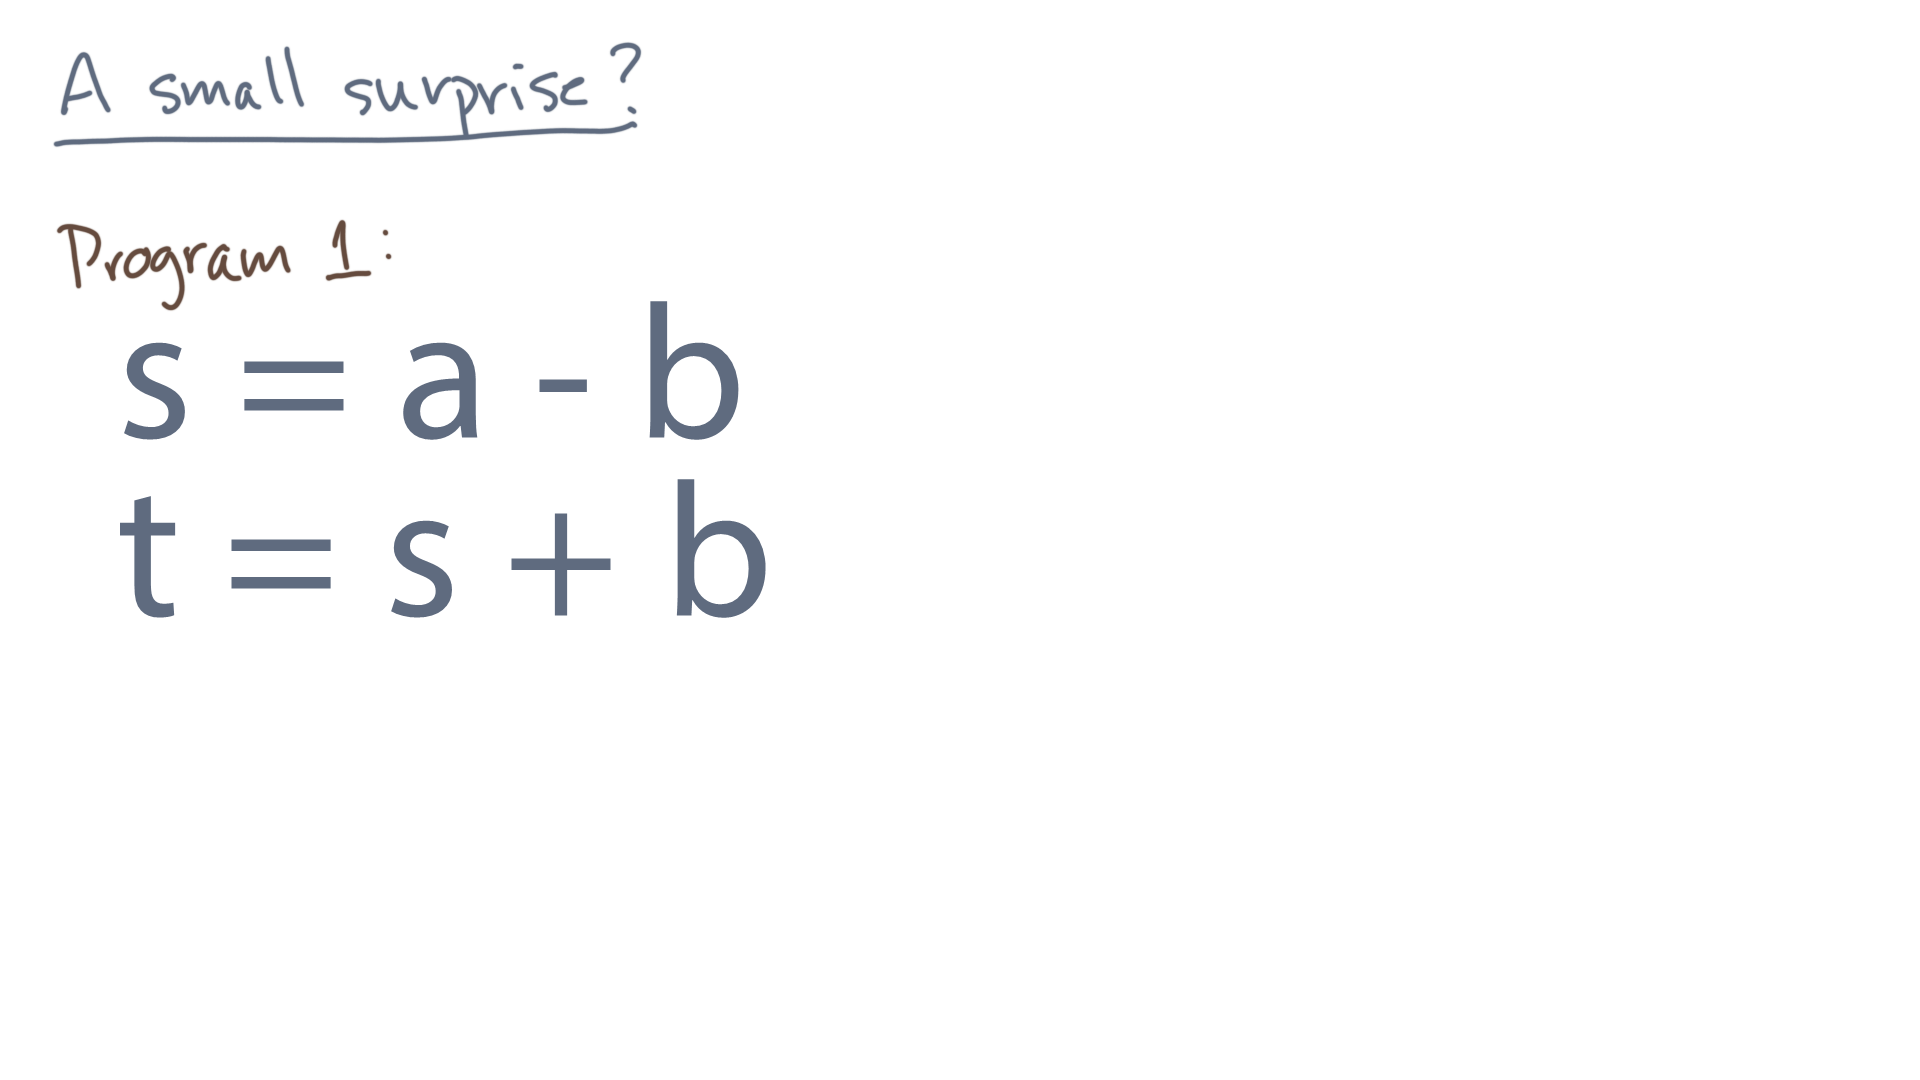 A small surprise?
Program 1:
s = a - b
t = s + b